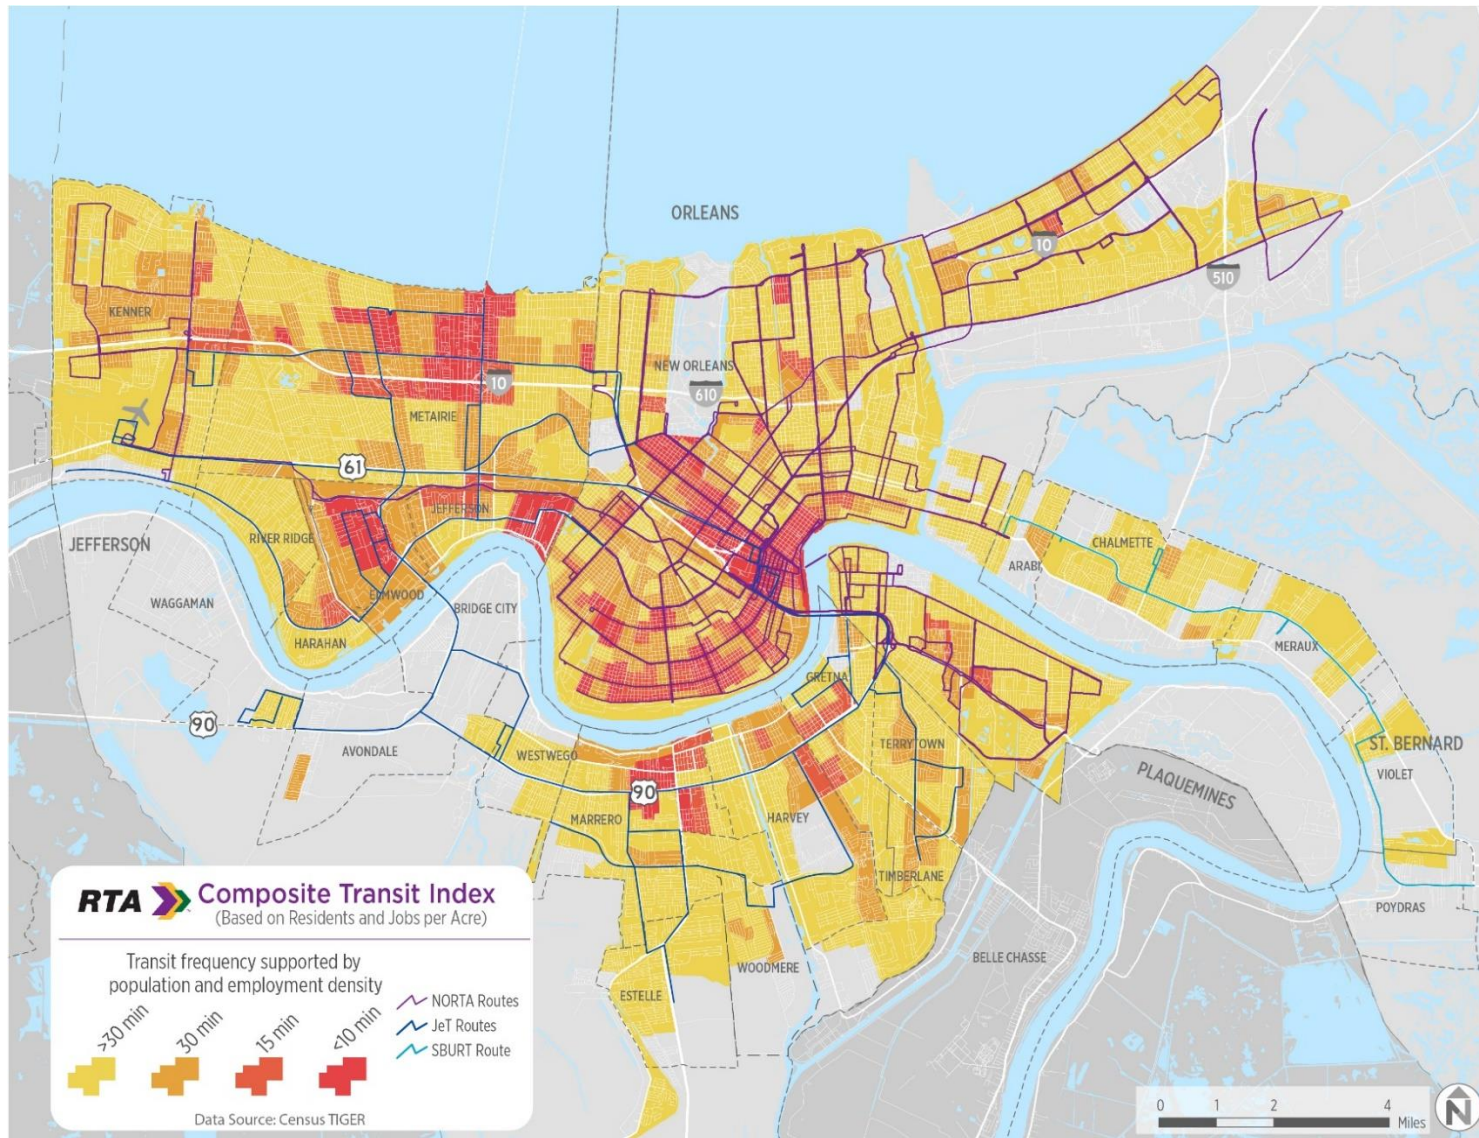 ORLEANS
10
510
KENNER
NEW ORLEANS
610
10
METAIRIE
61
JEFFERSON
RIVER RIDGE
JEFFERSON
CHALMETTE
ARABI
ELMWOOD
WAGGAMAN
BRIDGE CITY
HARAHAN
MERAUX
GRETNA
90
AVONDALE
WESTWEGO
TERRYTOWN
ST. BERNARD
VIOLET
PLAQUEMINES
90
MARRERO
HARVEY
TIMBERLANE
POYDRAS
BELLE CHASSE
WOODMERE
ESTELLE
RTA Composite Transit Index
(Based on Residents and Jobs per Acre)
Transit frequency supported by
population and employment density
>30 min
30 min
15 min
<10 min
NORTA Routes
JeT Routes
SBURT Route
Data Source: Census TIGER
0 1 2 4
Miles
N